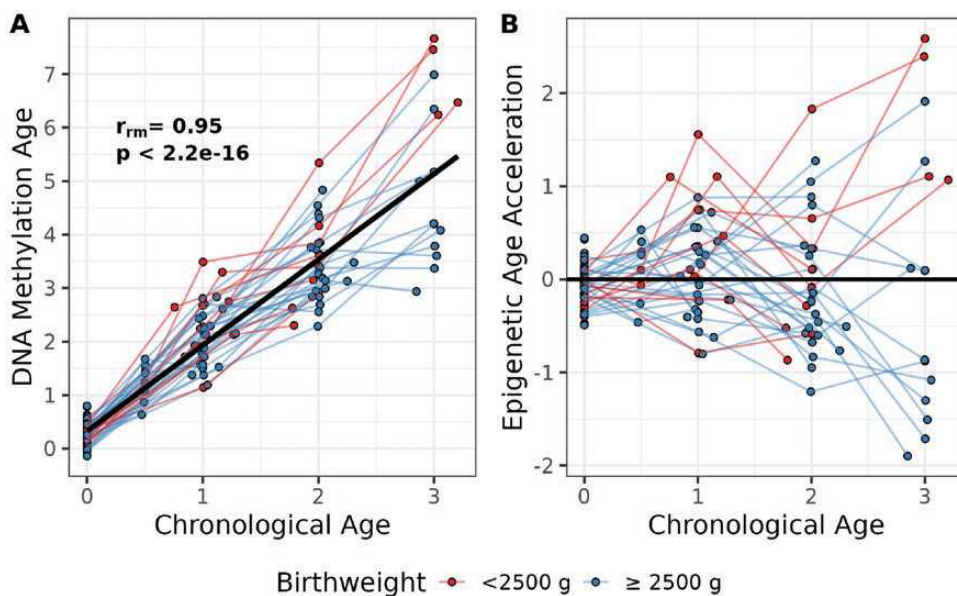 A
DNA Methylation Age
7
6
5
4
3
2
1
0
r_rm= 0.95
p < 2.2e-16
0 1 2 3
Chronological Age
B
Epigenetic Age Acceleration
2
1
0
-1
-2
0 1 2 3
Chronological Age
Birthweight <2500 g ≥ 2500 g